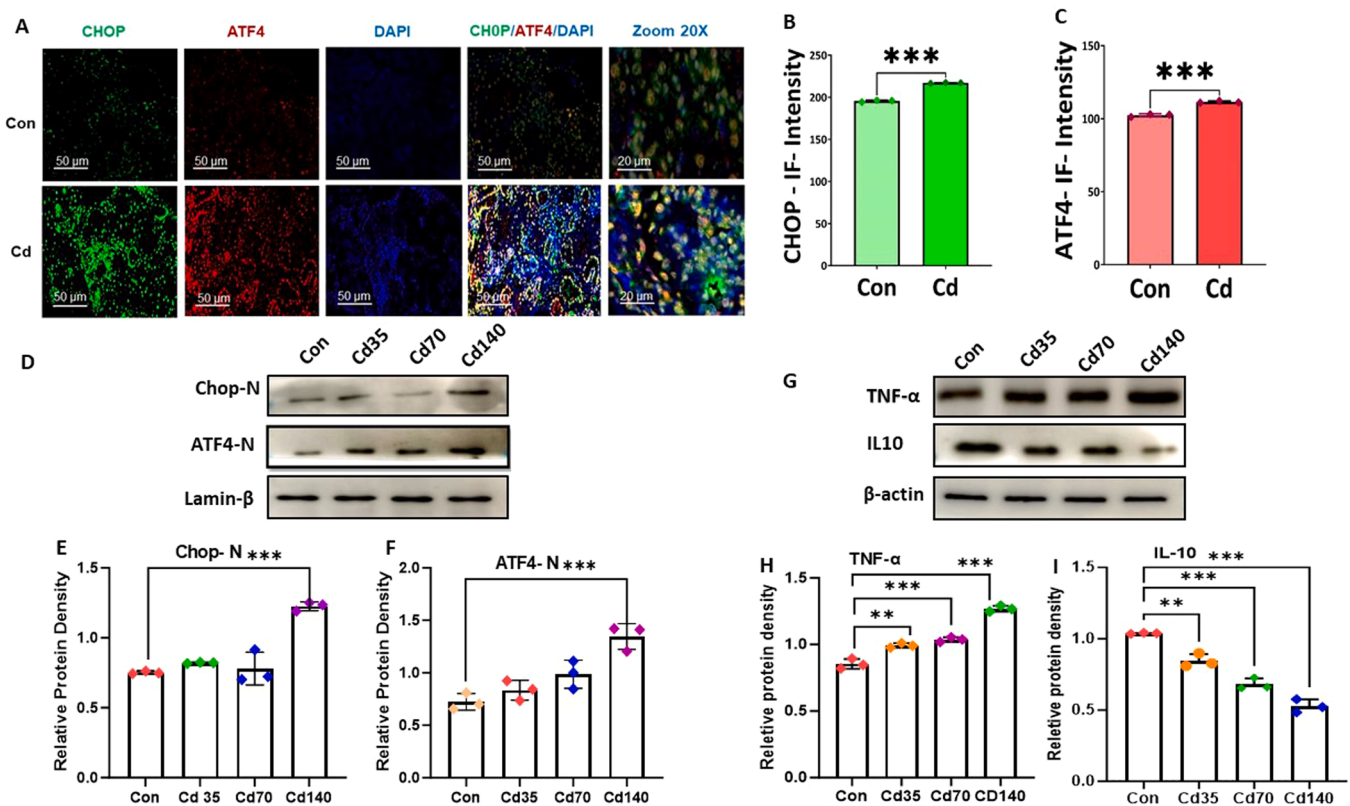 A
CHOP ATF4 DAPI CH0P/ATF4/DAPI Zoom 20X
Con
50 µm 50 µm 50 µm 50 µm 20 µm
Cd
50 µm 50 µm 50 µm 50 µm 20 µm
B
CHOP - IF- Intensity
250
200
150
200
50
0
***
Con Cd
C
ATF4- IF- Intensity
150
100
50
0
***
Con Cd
D
Con Cd35 Cd70 Cd140
Chop-N
ATF4-N
Lamin-β
G
Con Cd35 Cd70 Cd140
TNF-α
IL10
β-actin
E
Chop- N ***
Relative Protein Density
1.5
1.0
0.5
0.0
Con Cd 35 Cd70 Cd140
F
ATF4- N ***
Relative Protein Density
2.0
1.5
1.0
0.5
0.0
Con Cd35 Cd70 Cd140
H
TNF-α ***
***
**
Reletive protein density
1.5
1.0
0.5
0.0
Con Cd35 Cd70 CD140
I
IL-10 ***
***
**
Reletive protein density
1.5
1.0
0.5
0.0
Con Cd35 Cd70 Cd140